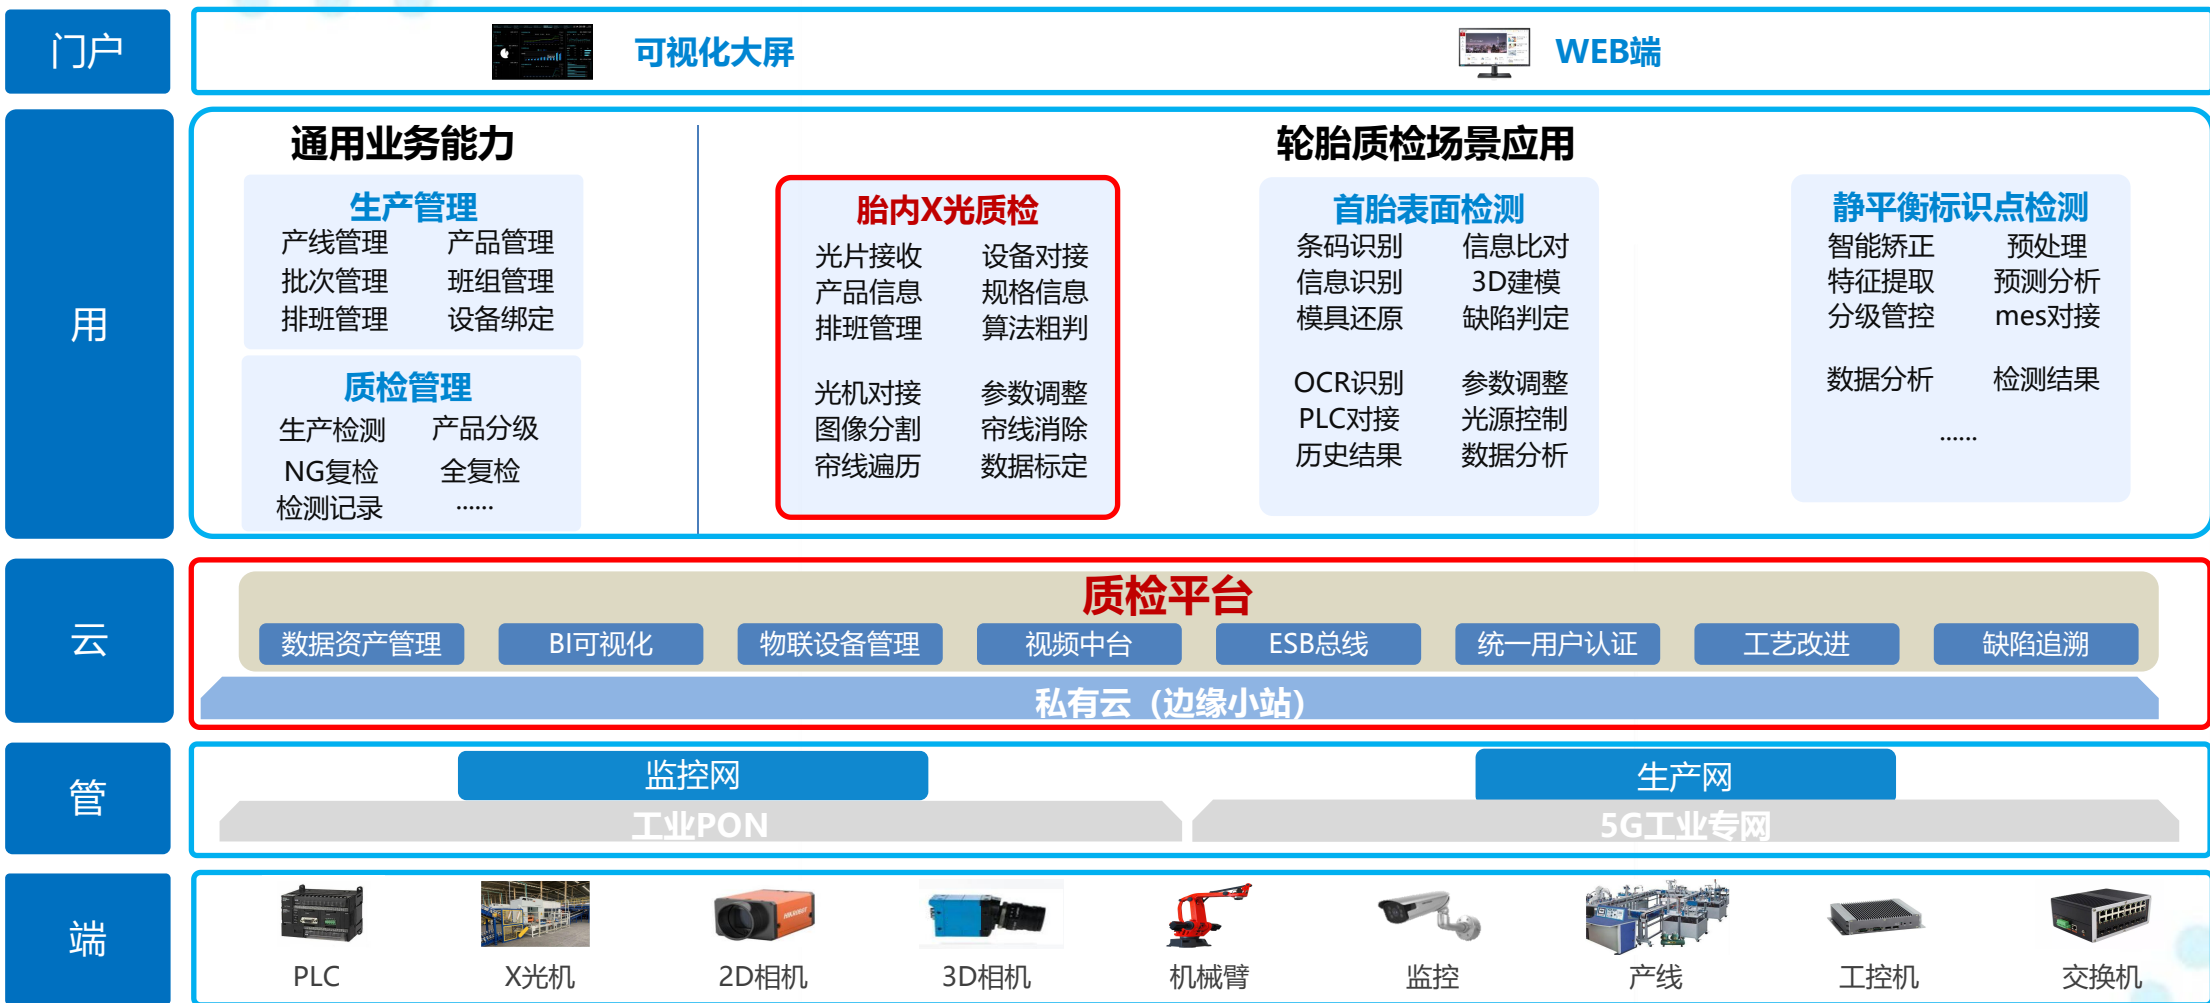 门户
可视化大屏
WEB端
用
通用业务能力
生产管理
产线管理 产品管理
批次管理 班组管理
排班管理 设备绑定
质检管理
生产检测 产品分级
NG复检 全复检
检测记录 ......
轮胎质检场景应用
胎内X光质检
光片接收 设备对接
产品信息 规格信息
排班管理 算法粗判
光机对接 参数调整
图像分割 帘线消除
帘线遍历 数据标定
首胎表面检测
条码识别 信息比对
信息识别 3D建模
模具还原 缺陷判定
OCR识别 参数调整
PLC对接 光源控制
历史结果 数据分析
静平衡标识点检测
智能矫正 预处理
特征提取 预测分析
分级管控 mes对接
数据分析 检测结果
......
云
质检平台
数据资产管理 BI可视化 物联设备管理 视频中台 ESB总线 统一用户认证 工艺改进 缺陷追溯
私有云（边缘小站）
管
监控网
工业PON
生产网
5G工业专网
端
PLC X光机 2D相机 3D相机 机械臂 监控 产线 工控机 交换机